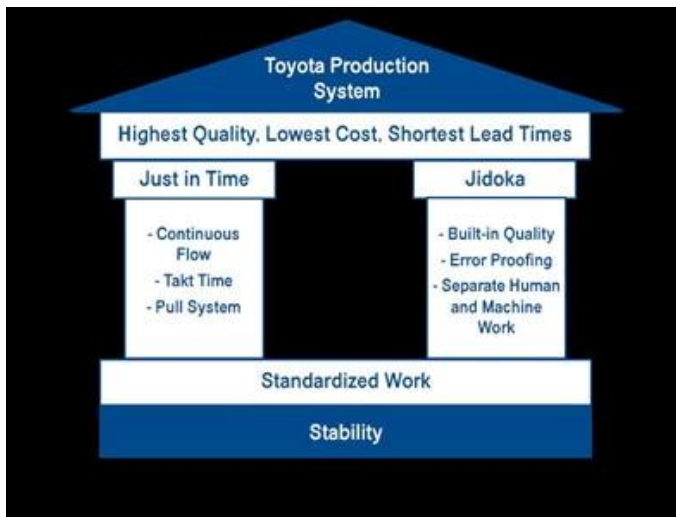 Toyota Production
System
Highest Quality, Lowest Cost, Shortest Lead Times
Just in Time
- Continuous
Flow
- Takt Time
- Pull System
Jidoka
- Built-in Quality
- Error Proofing
- Separate Human
and Machine
Work
Standardized Work
Stability